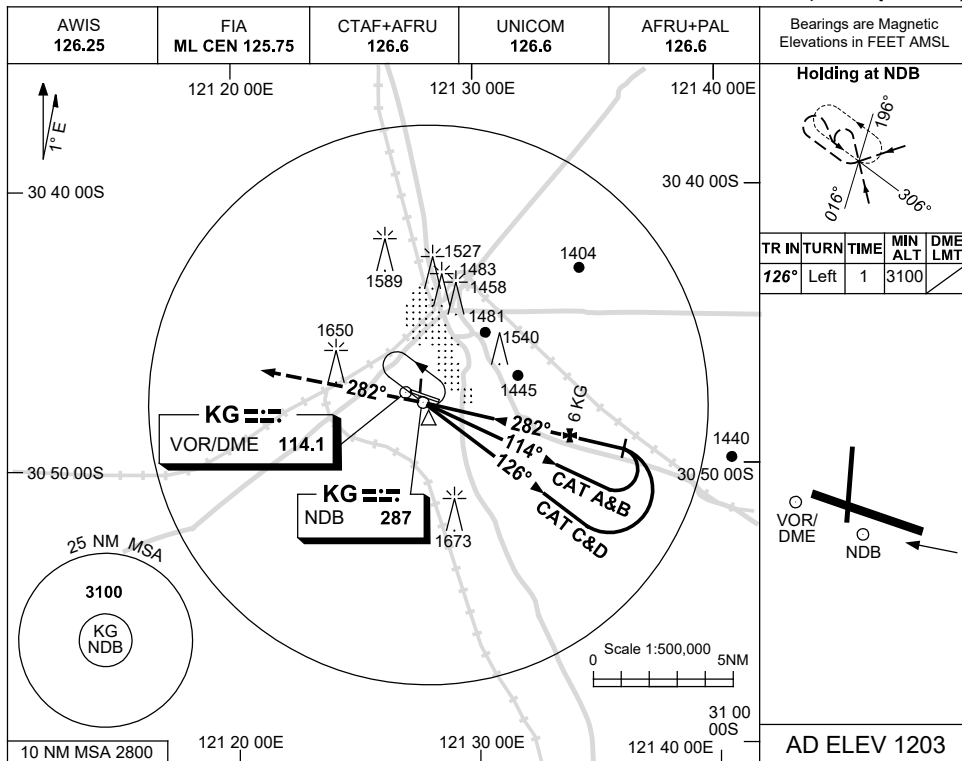 AWIS
126.25
FIA
ML CEN 125.75
CTAF+AFRU
126.6
UNICOM
126.6
AFRU+PAL
126.6
Bearings are Magnetic
Elevations in FEET AMSL
121 20 00E
121 30 00E
121 40 00E
1° E
30 40 00S
30 40 00S
1589
1527
1483
1458
1404
1481
1540
1445
1650
282°
282°
6 KG
114°
CAT A&B
126°
CAT C&D
1440
KG
VOR/DME 114.1
KG
NDB 287
1673
30 50 00S
30 50 00S
25 NM MSA
3100
KG
NDB
Scale 1:500,000
0
5NM
31 00
00S
10 NM MSA 2800
121 20 00E
121 30 00E
121 40 00E
Holding at NDB
196°
016°
306°
TR IN TURN TIME MIN ALT DME LMT
126° Left 1 3100
VOR/
DME
NDB
AD ELEV 1203